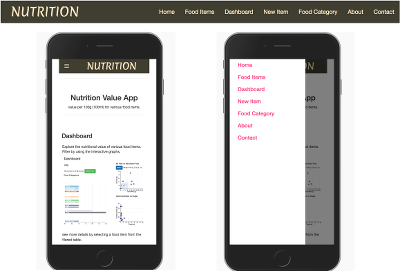 NUTRITION
Home Food Items Dashboard New Item Food Category About Contact
NUTRITION
Nutrition Value App
value per 100g /100ml for various food items
Dashboard
Explore the nutritional value of various food items.
Filter by using the interactive graphs.
Dashboard
see more details by selecting a food item from the
filtered table.
Home
Food Items
Dashboard
New Item
Food Category
About
Contact